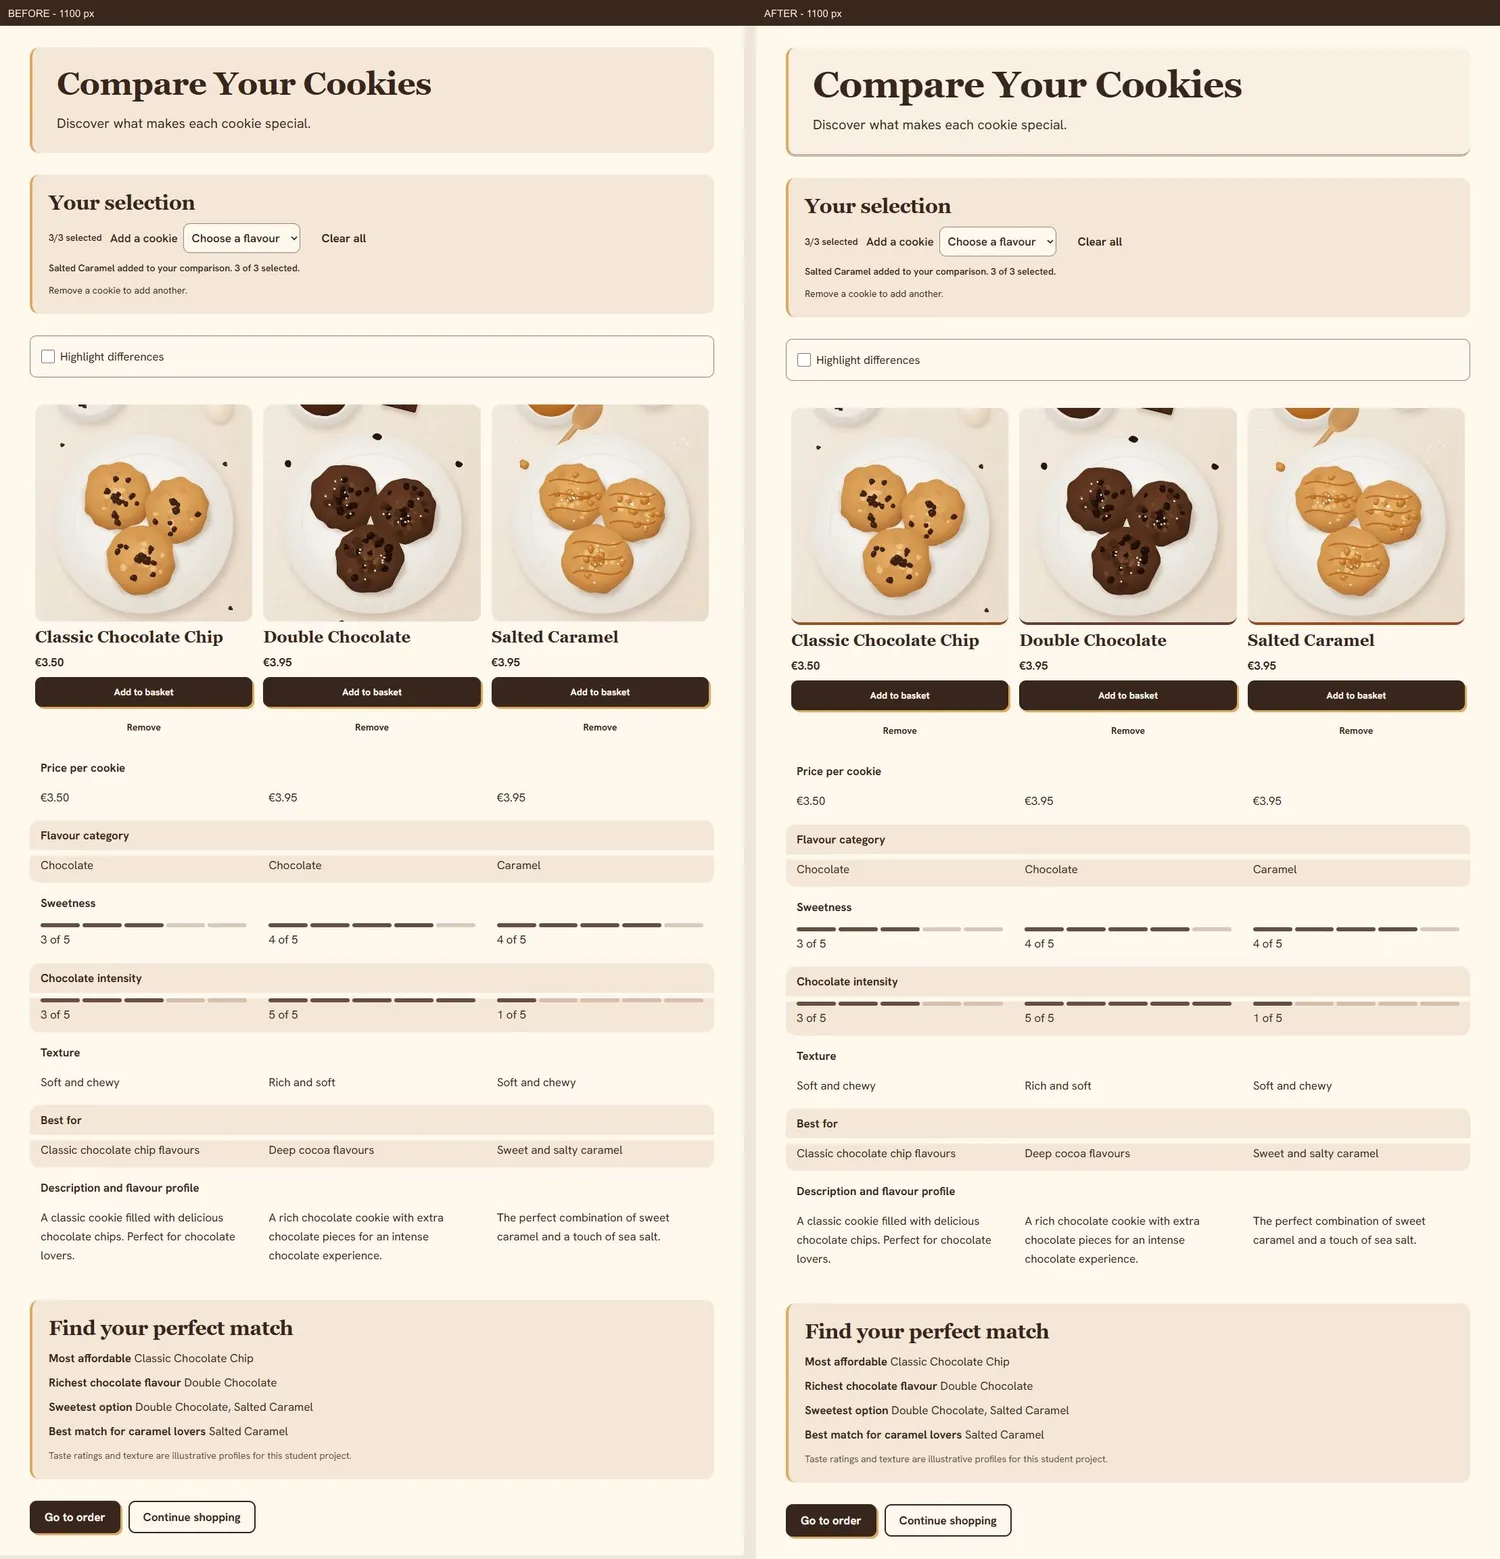 BEFORE - 1100 px
Compare Your Cookies
Discover what makes each cookie special.
Your selection
3/3 selected Add a cookie Choose a flavour Clear all
Salted Caramel added to your comparison. 3 of 3 selected.
Remove a cookie to add another.
Highlight differences
Classic Chocolate Chip Double Chocolate Salted Caramel
€3.50 €3.95 €3.95
Add to basket Add to basket Add to basket
Remove Remove Remove
Price per cookie
€3.50 €3.95 €3.95
Flavour category
Chocolate Chocolate Caramel
Sweetness
3 of 5 4 of 5 4 of 5
Chocolate intensity
3 of 5 5 of 5 1 of 5
Texture
Soft and chewy Rich and soft Soft and chewy
Best for
Classic chocolate chip flavours Deep cocoa flavours Sweet and salty caramel
Description and flavour profile
A classic cookie filled with delicious A rich chocolate cookie with extra The perfect combination of sweet
chocolate chips. Perfect for chocolate chocolate pieces for an intense caramel and a touch of sea salt.
lovers. chocolate experience.
Find your perfect match
Most affordable Classic Chocolate Chip
Richest chocolate flavour Double Chocolate
Sweetest option Double Chocolate, Salted Caramel
Best match for caramel lovers Salted Caramel
Taste ratings and texture are illustrative profiles for this student project.
Go to order Continue shopping
AFTER - 1100 px
Compare Your Cookies
Discover what makes each cookie special.
Your selection
3/3 selected Add a cookie Choose a flavour Clear all
Salted Caramel added to your comparison. 3 of 3 selected.
Remove a cookie to add another.
Highlight differences
Classic Chocolate Chip Double Chocolate Salted Caramel
€3.50 €3.95 €3.95
Add to basket Add to basket Add to basket
Remove Remove Remove
Price per cookie
€3.50 €3.95 €3.95
Flavour category
Chocolate Chocolate Caramel
Sweetness
3 of 5 4 of 5 4 of 5
Chocolate intensity
3 of 5 5 of 5 1 of 5
Texture
Soft and chewy Rich and soft Soft and chewy
Best for
Classic chocolate chip flavours Deep cocoa flavours Sweet and salty caramel
Description and flavour profile
A classic cookie filled with delicious A rich chocolate cookie with extra The perfect combination of sweet
chocolate chips. Perfect for chocolate chocolate pieces for an intense caramel and a touch of sea salt.
lovers. chocolate experience.
Find your perfect match
Most affordable Classic Chocolate Chip
Richest chocolate flavour Double Chocolate
Sweetest option Double Chocolate, Salted Caramel
Best match for caramel lovers Salted Caramel
Taste ratings and texture are illustrative profiles for this student project.
Go to order Continue shopping